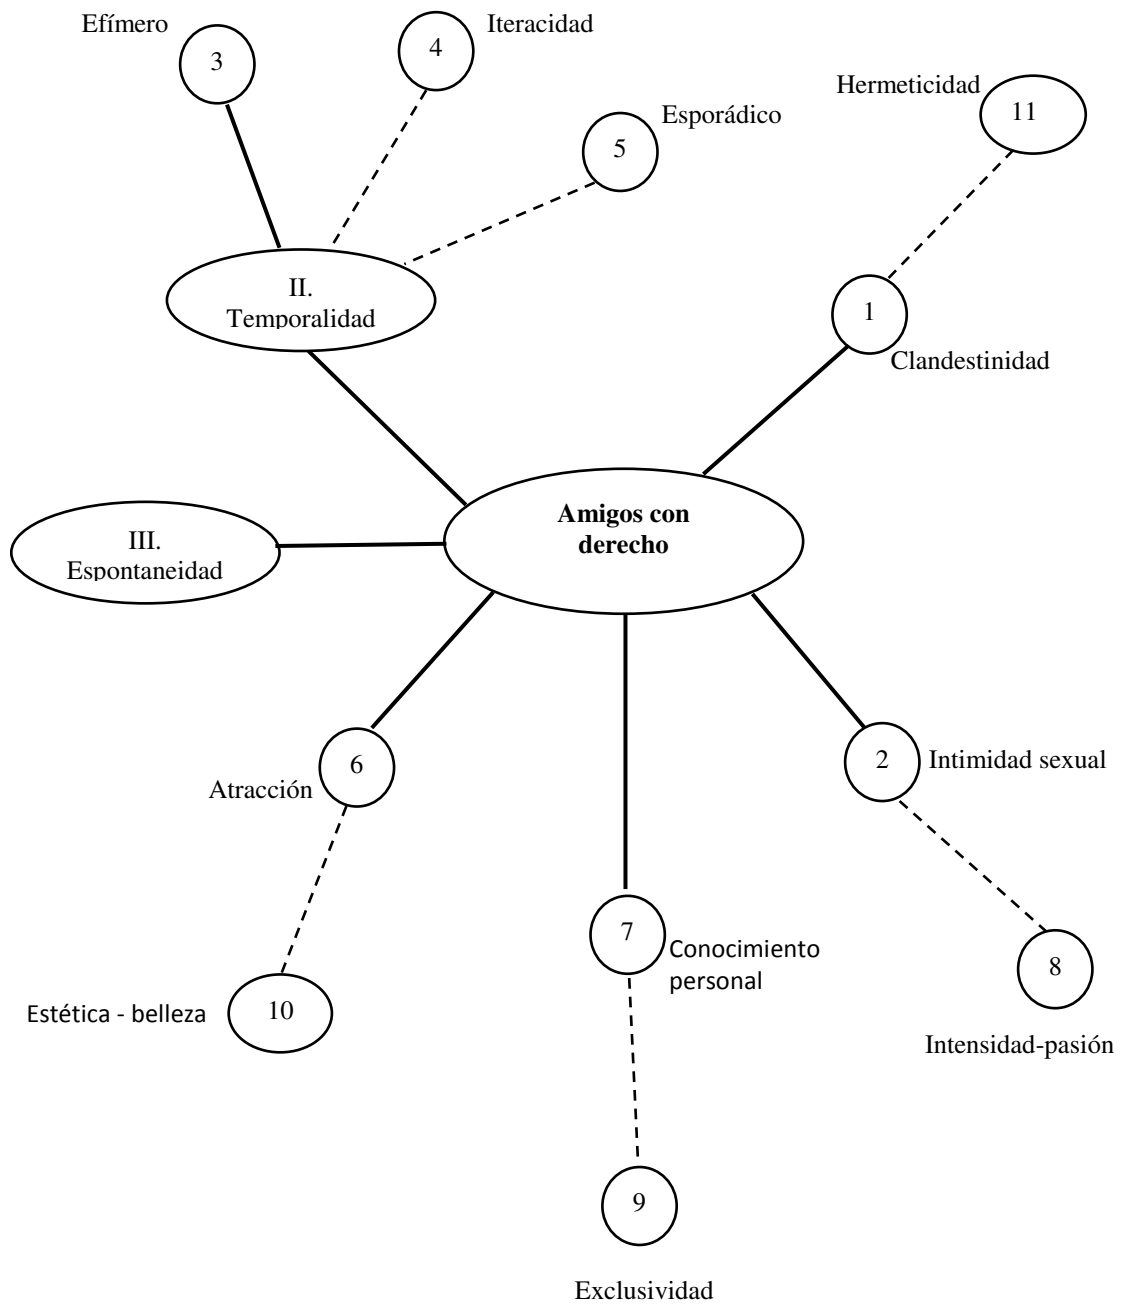 Efímero
3
4
Iteracidad
5
Esporádico
Hermeticidad
11
II.
Temporalidad
1
Clandestinidad
Amigos con
derecho
III.
Espontaneidad
6
Atracción
2
Intimidad sexual
7
Conocimiento
personal
8
Intensidad-pasión
Estética - belleza
10
9
Exclusividad